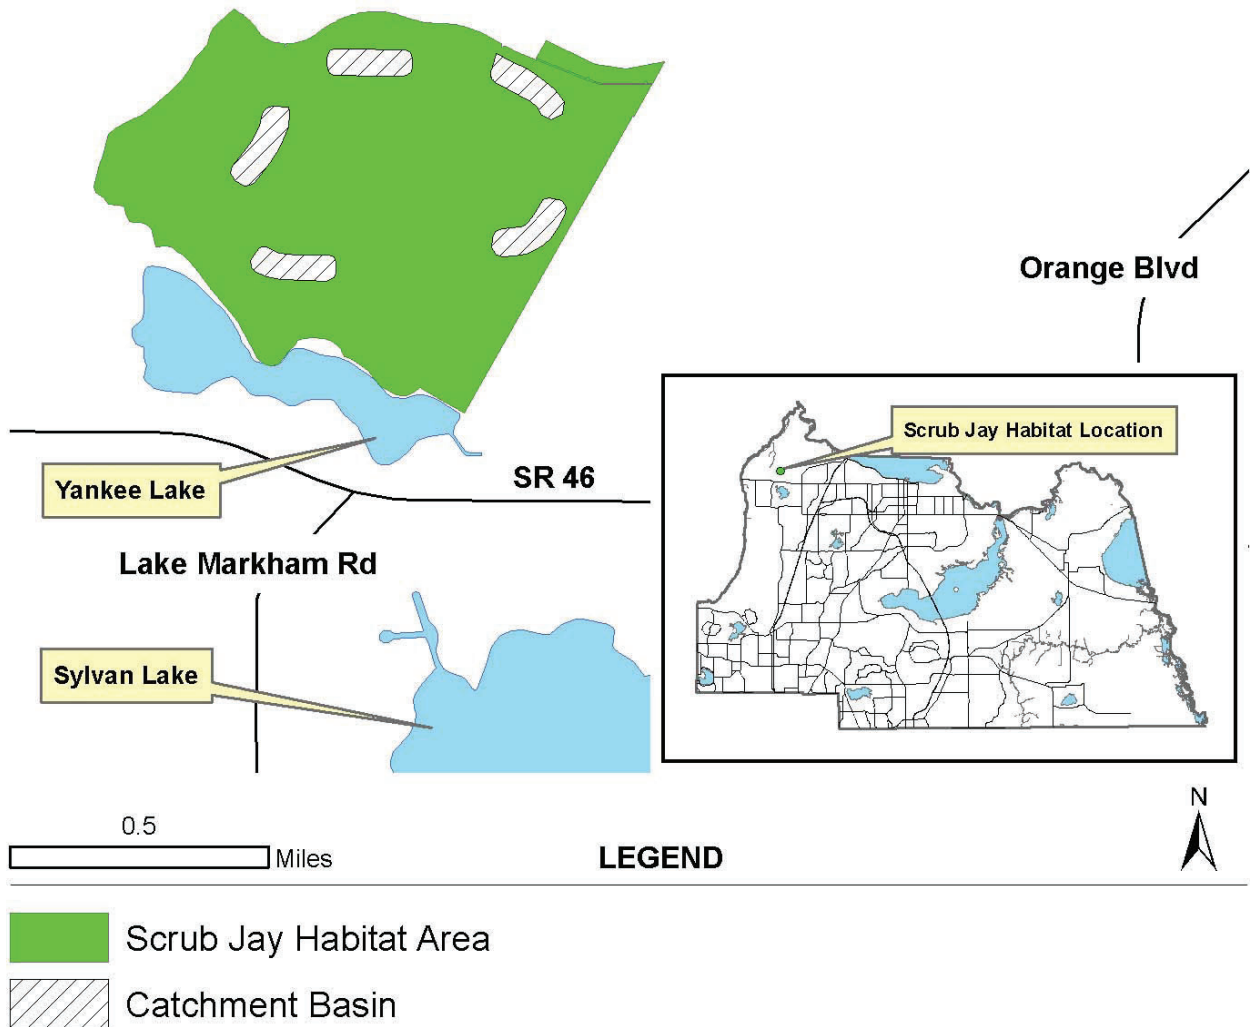 Orange Blvd
Scrub Jay Habitat Location
Yankee Lake
SR 46
Lake Markham Rd
Sylvan Lake
N
0.5
Miles
LEGEND
Scrub Jay Habitat Area
Catchment Basin